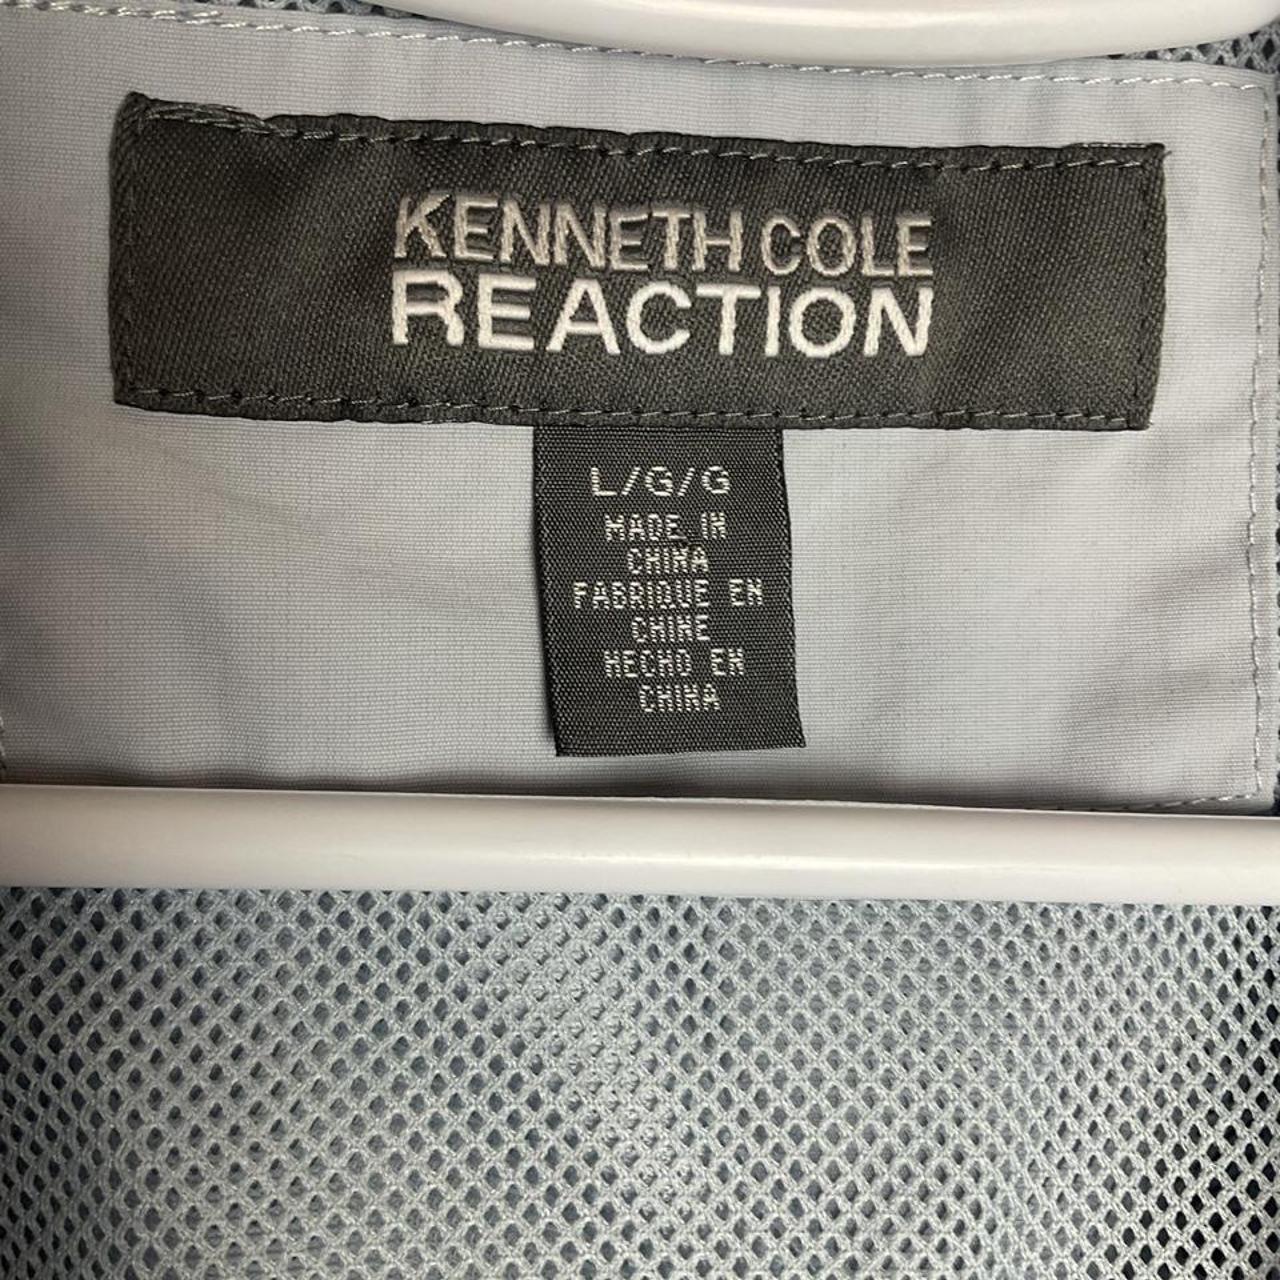 KENNETH COLE
REACTION
L/G/G
MADE IN
CHINA
FABRIQUE EN
CHINE
HECHO EN
CHINA